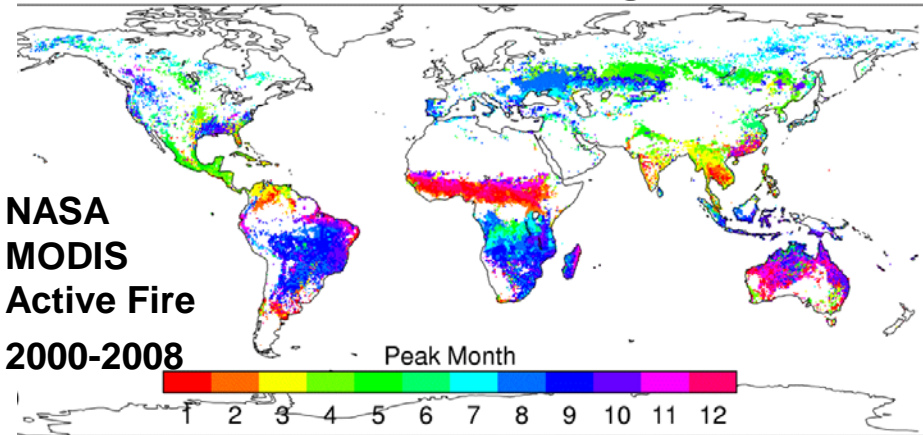 NASA
MODIS
Active Fire
2000-2008
Peak Month
1 2 3 4 5 6 7 8 9 10 11 12